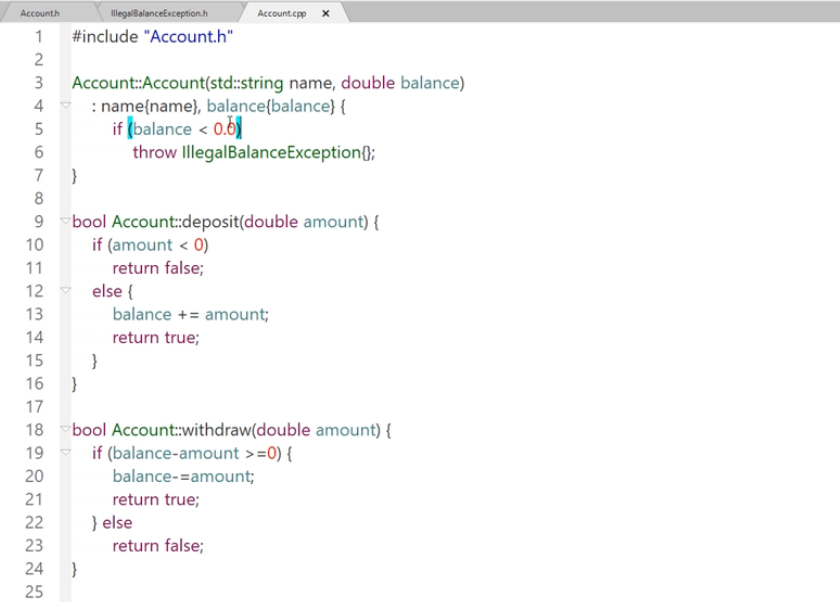 Account.h IllegalBalanceException.h Account.cpp X
1 #include "Account.h"
2
3 Account::Account(std::string name, double balance)
4 : name{name}, balance{balance} {
5 if (balance < 0.0)
6 throw IllegalBalanceException{};
7 }
8
9 bool Account::deposit(double amount) {
10 if (amount < 0)
11 return false;
12 else {
13 balance += amount;
14 return true;
15 }
16 }
17
18 bool Account::withdraw(double amount) {
19 if (balance-amount >=0) {
20 balance-=amount;
21 return true;
22 } else
23 return false;
24 }
25